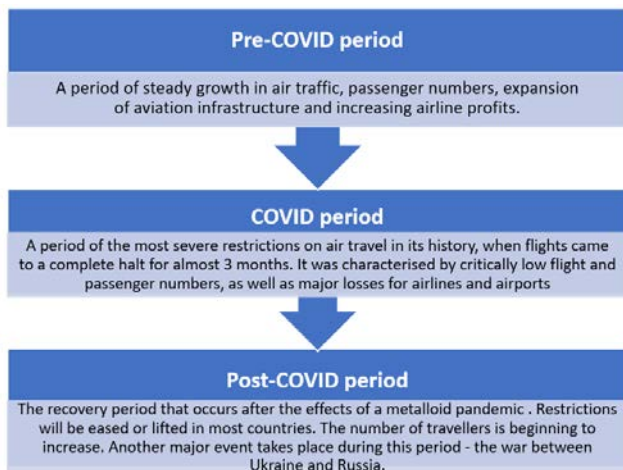 Pre-COVID period
A period of steady growth in air traffic, passenger numbers, expansion
of aviation infrastructure and increasing airline profits.
COVID period
A period of the most severe restrictions on air travel in its history, when flights came
to a complete halt for almost 3 months. It was characterised by critically low flight and
passenger numbers, as well as major losses for airlines and airports
Post-COVID period
The recovery period that occurs after the effects of a metalloid pandemic . Restrictions
will be eased or lifted in most countries. The number of travellers is beginning to
increase. Another major event takes place during this period - the war between
Ukraine and Russia.